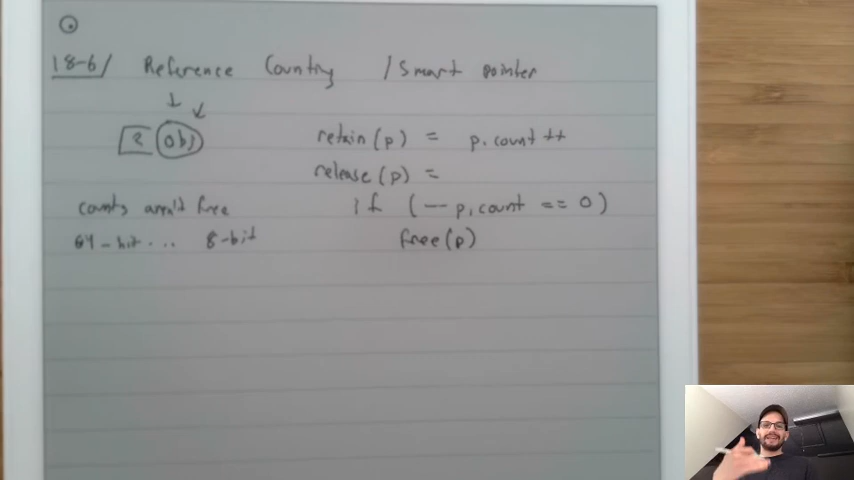 18-6/ Reference Counting /Smart pointer
2 Obj
retain(p) = p.count ++
release(p) =
counts aren't free
if (-- p.count == 0)
64-bit ... 8-bit
free(p)